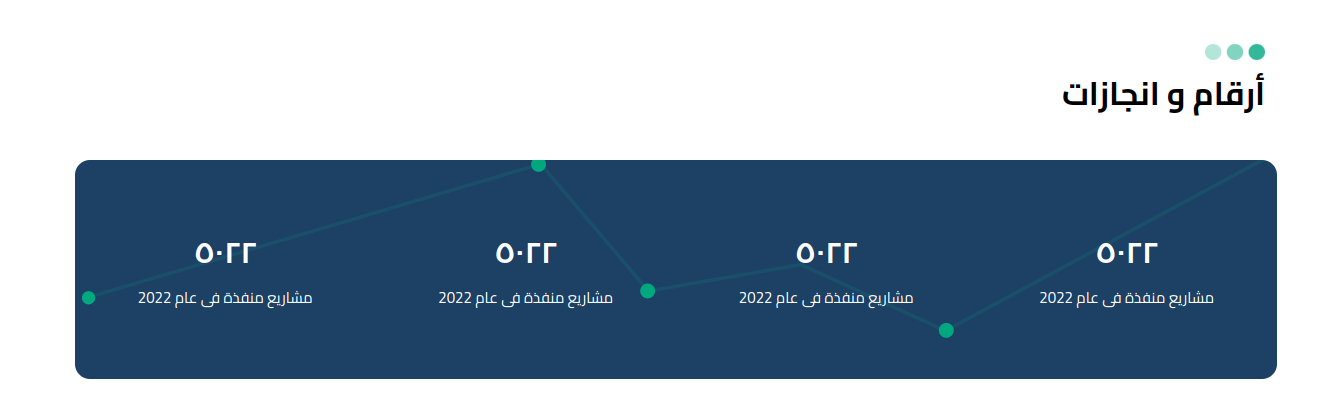 أرقام و انجازات
٥٠٢٢
مشاريع منفذة فى عام 2022
٥٠٢٢
مشاريع منفذة فى عام 2022
٥٠٢٢
مشاريع منفذة فى عام 2022
٥٠٢٢
مشاريع منفذة فى عام 2022